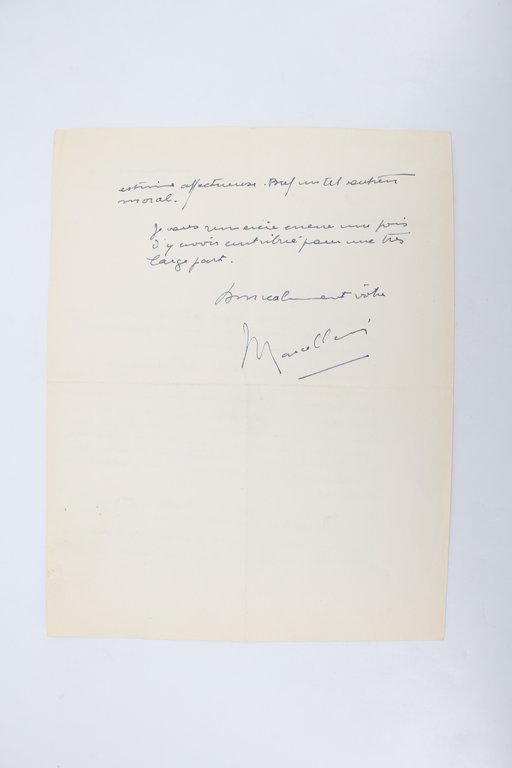 estime affectueuse. Bref un tel soutien
moral.
Je vous remercie encore une fois
d'y avoir contribué pour une très
large part.
Amicalement vôtre